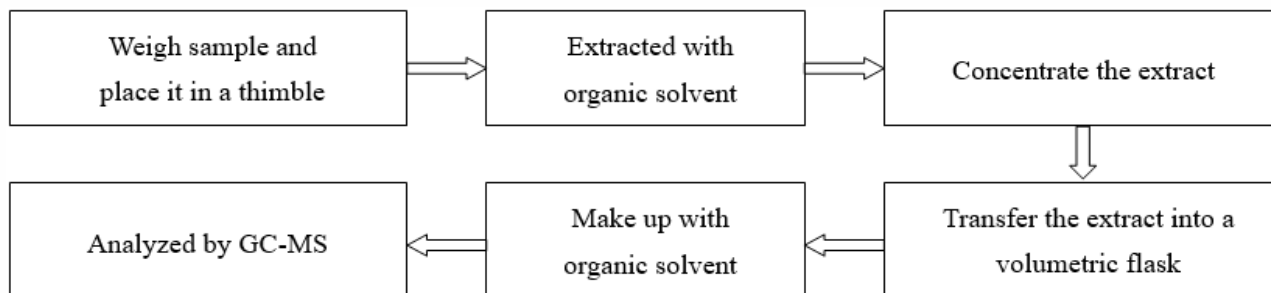 Weigh sample and
place it in a thimble
Extracted with
organic solvent
Concentrate the extract
Transfer the extract into a
volumetric flask
Make up with
organic solvent
Analyzed by GC-MS